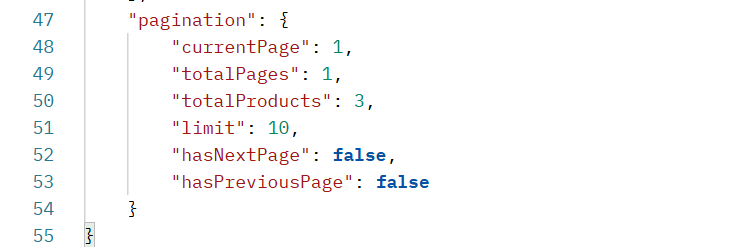 47 "pagination": {
48 "currentPage": 1,
49 "totalPages": 1,
50 "totalProducts": 3,
51 "limit": 10,
52 "hasNextPage": false,
53 "hasPreviousPage": false
54 }
55 }